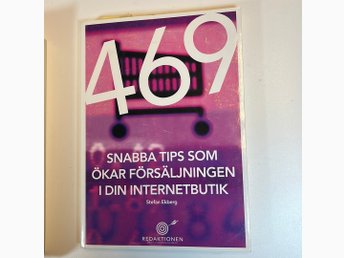 469
SNABBA TIPS SOM
ÖKAR FÖRSÄLJNINGEN
I DIN INTERNETBUTIK
Stefan Ekberg
REDAKTIONEN